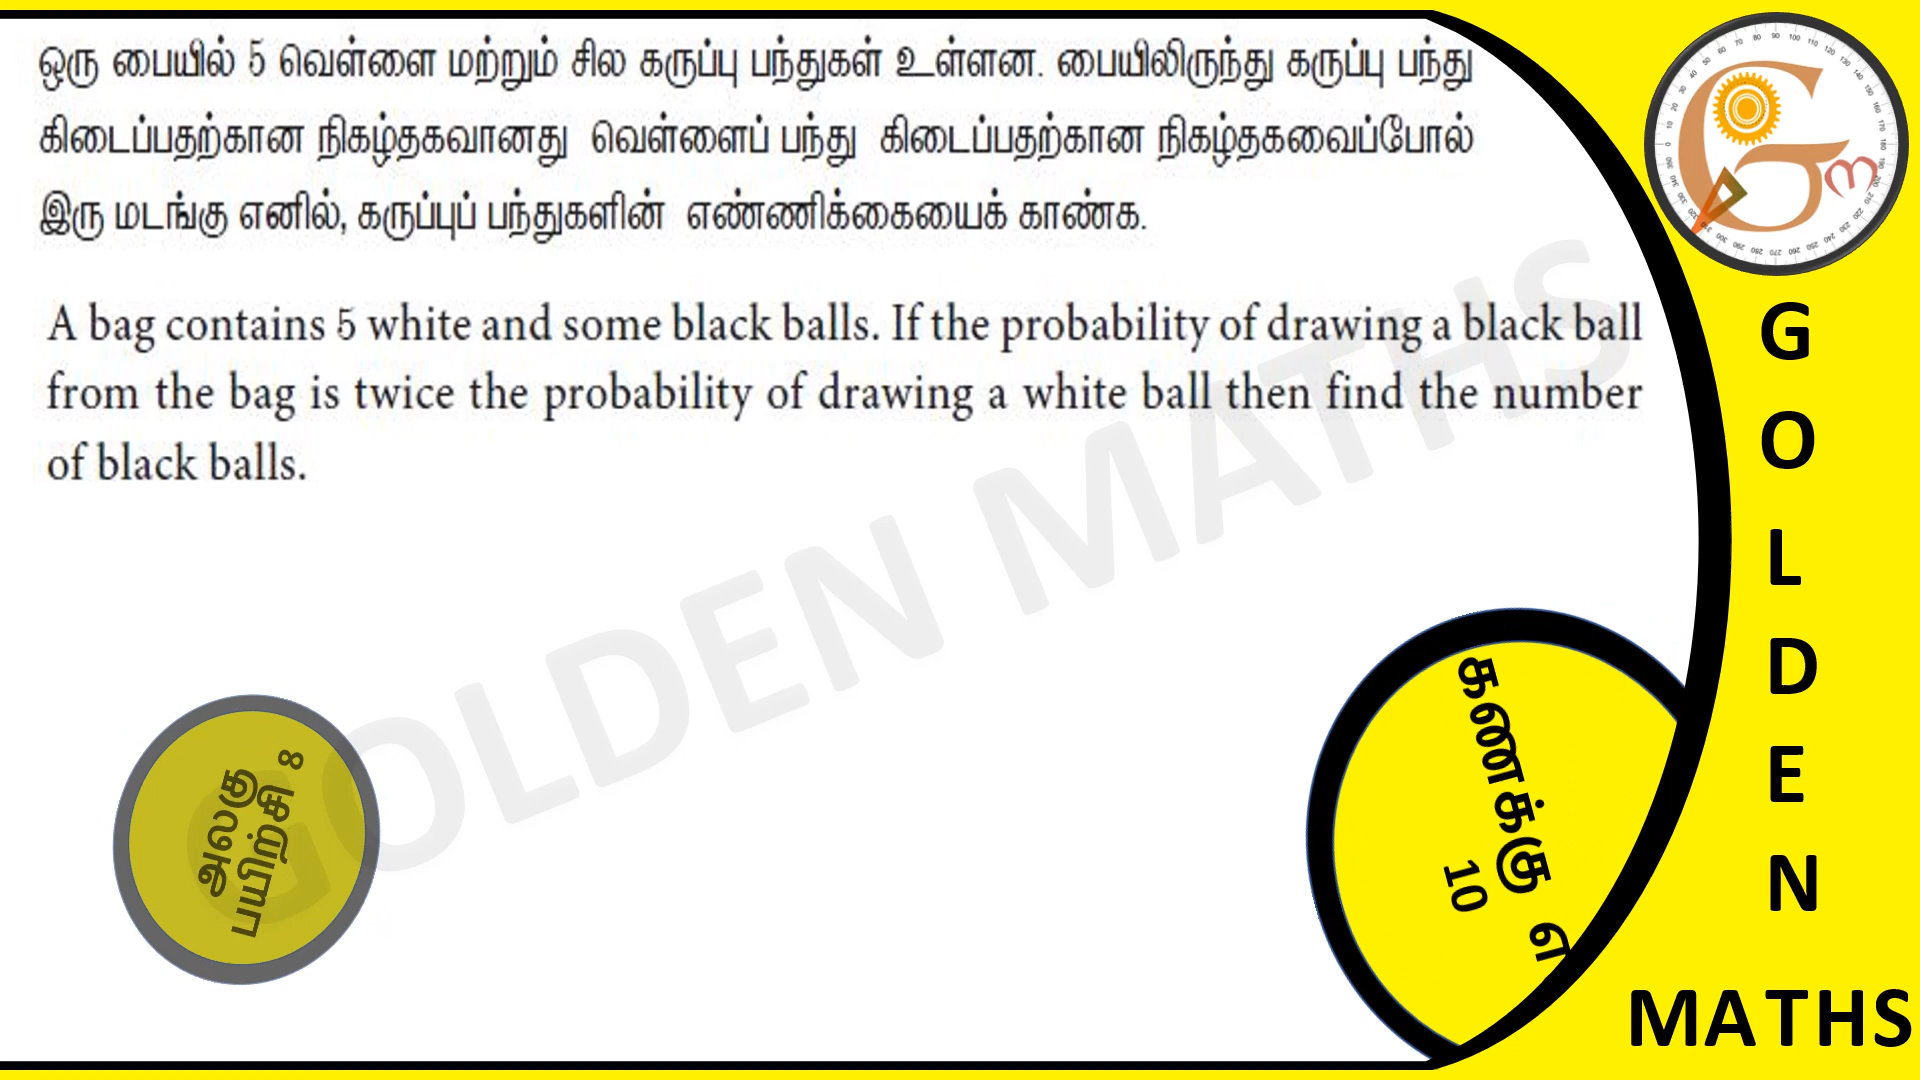 ஒரு பையில் 5 வெள்ளை மற்றும் சில கருப்பு பந்துகள் உள்ளன. பையிலிருந்து கருப்பு பந்து
கிடைப்பதற்கான நிகழ்தகவானது வெள்ளைப் பந்து கிடைப்பதற்கான நிகழ்தகவைப்போல்
இரு மடங்கு எனில், கருப்புப் பந்துகளின் எண்ணிக்கையைக் காண்க.
A bag contains 5 white and some black balls. If the probability of drawing a black ball
from the bag is twice the probability of drawing a white ball then find the number
of black balls.
GOLDEN MATHS
அலகு
பயிற்சி 8
கணக்கு எ
10
G
O
L
D
E
N
MATHS